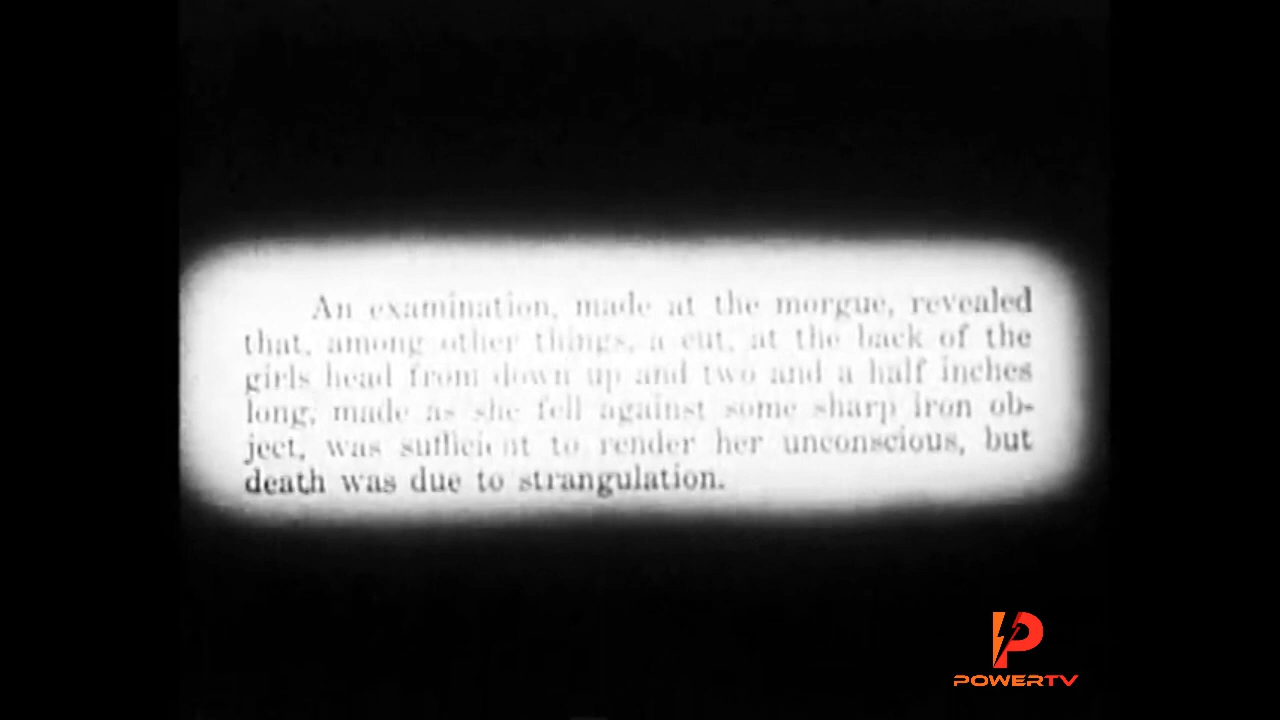 An examination, made at the morgue, revealed
that, among other things, a cut, at the back of the
girls head from down up and two and a half inches
long, made as she fell against some sharp iron ob-
ject, was sufficient to render her unconscious, but
death was due to strangulation.
POWERTV